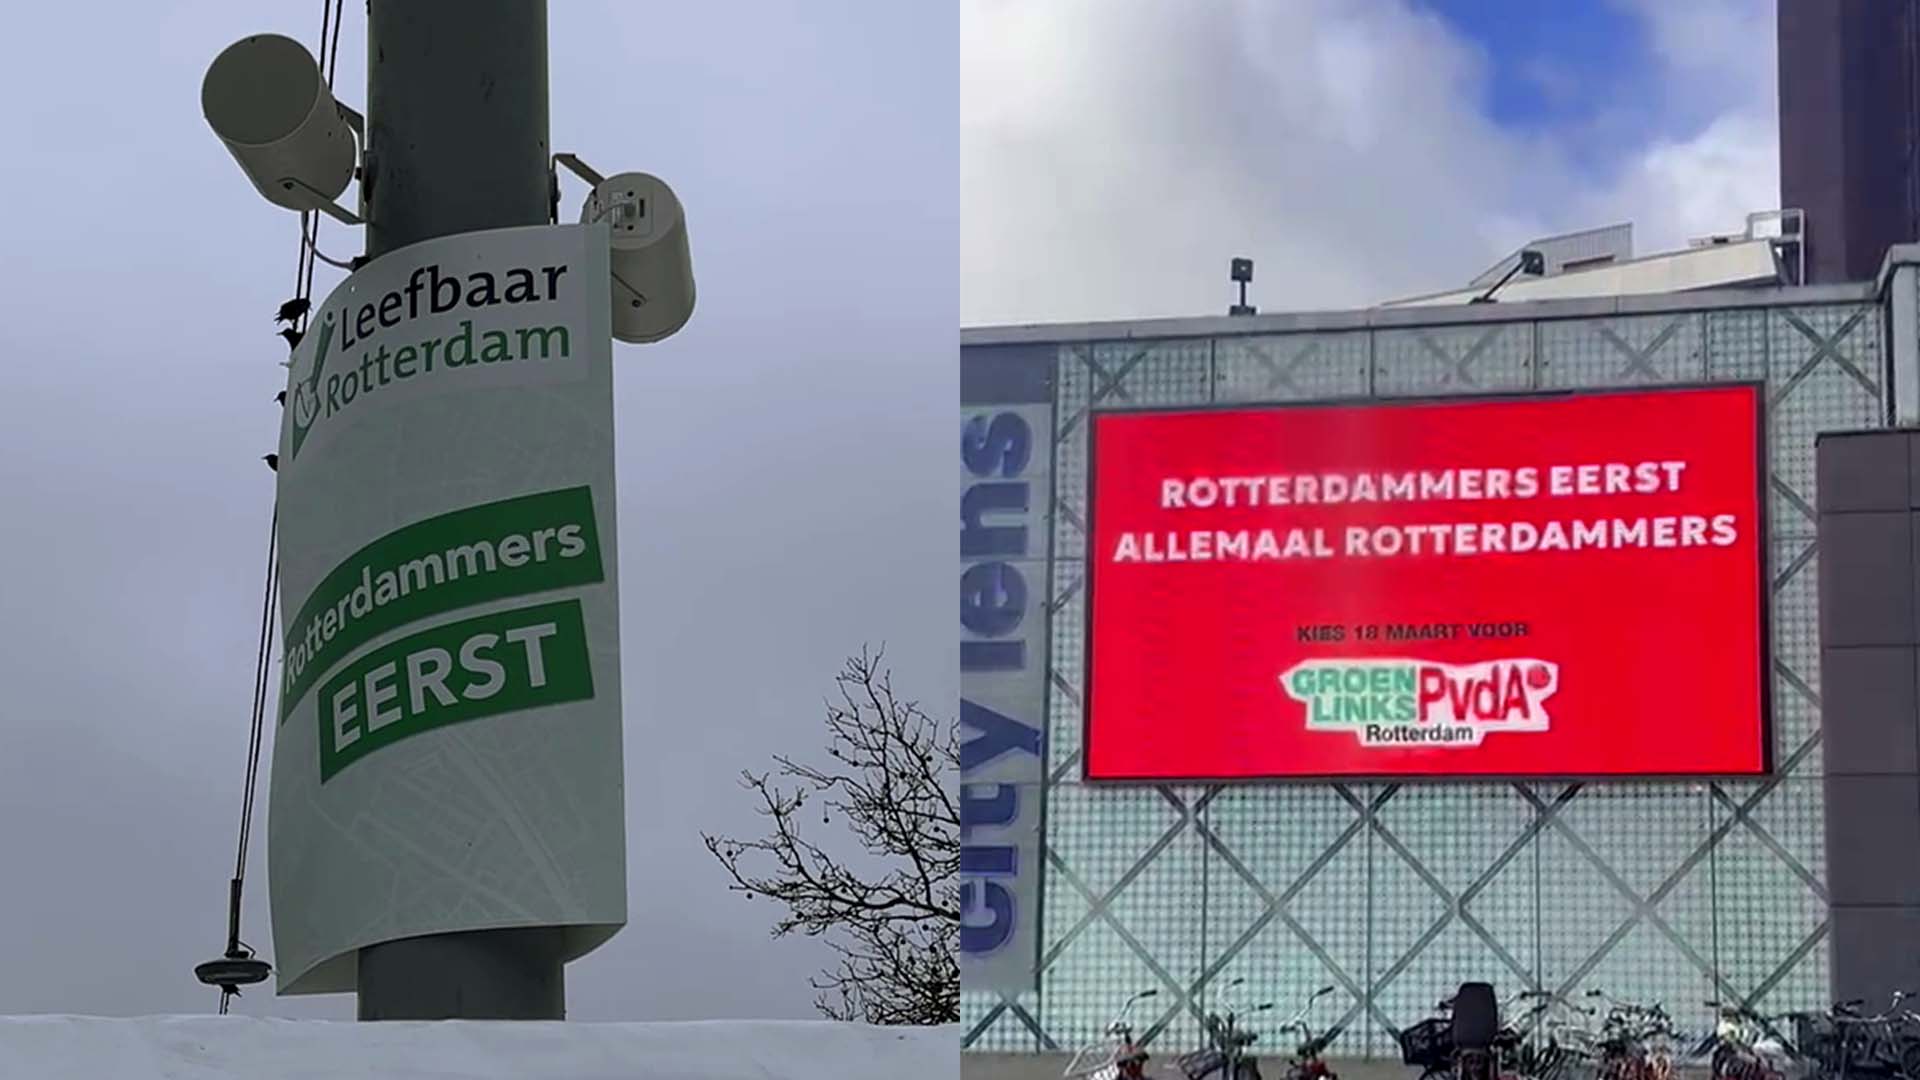 Leefbaar
Rotterdam
Rotterdammers
EERST
city lens
ROTTERDAMMERS EERST
ALLEMAAL ROTTERDAMMERS
KIES 18 MAART VOOR
GROEN
LINKS
PvdA
Rotterdam